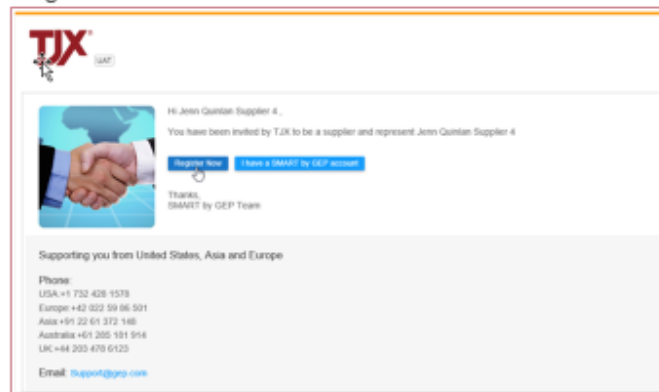 TJX
UAT
Hi Jenn Quinlan Supplier 4 ,
You have been invited by TJX to be a supplier and represent Jenn Quinlan Supplier 4
Register Now I have a SMART by GEP account
Thanks,
SMART by GEP Team
Supporting you from United States, Asia and Europe
Phone:
USA:+1 732 428 1578
Europe:+42 022 59 86 501
Asia:+91 22 61 372 148
Australia:+61 285 181 914
UK:+44 203 478 6123
Email: Support@gep.com